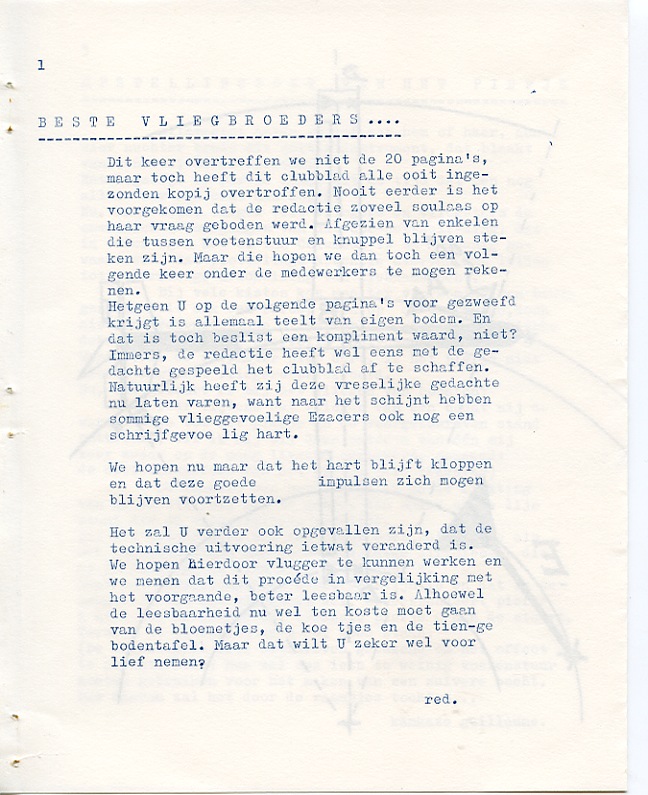 1
BESTE VLIEGBROEDERS....
Dit keer overtreffen we niet de 20 pagina's,
maar toch heeft dit clubblad alle ooit inge-
zonden kopij overtroffen. Nooit eerder is het
voorgekomen dat de redactie zoveel soulaas op
haar vraag geboden werd. Afgezien van enkelen
die tussen voetenstuur en knuppel blijven ste-
ken zijn. Maar die hopen we dan toch een vol-
gende keer onder de medewerkers te mogen reke-
nen.
Hetgeen U op de volgende pagina's voor gezweefd
krijgt is allemaal teelt van eigen bodem. En
dat is toch beslist een kompliment waard, niet?
Immers, de redactie heeft wel eens met de ge-
dachte gespeeld het clubblad af te schaffen.
Natuurlijk heeft zij deze vreselijke gedachte
nu laten varen, want naar het schijnt hebben
sommige vlieggevoelige Ezacers ook nog een
schrijfgevoe lig hart.
We hopen nu maar dat het hart blijft kloppen
en dat deze goede impulsen zich mogen
blijven voortzetten.
Het zal U verder ook opgevallen zijn, dat de
technische uitvoering ietwat veranderd is.
We hopen hierdoor vlugger te kunnen werken en
we menen dat dit procéde in vergelijking met
het voorgaande, beter leesbaar is. Alhoewel
de leesbaarheid nu wel ten koste moet gaan
van de bloemetjes, de koe tjes en de tien-ge
bodentafel. Maar dat wilt U zeker wel voor
lief nemen?
red.